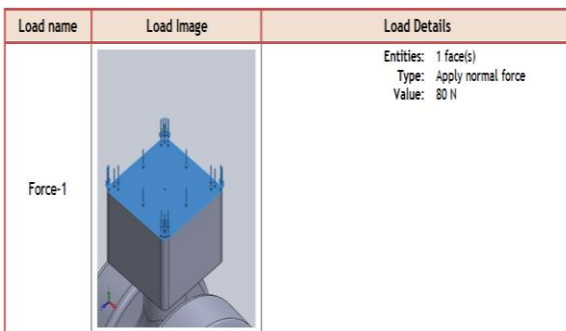 Load name Load Image Load Details
Entities: 1 face(s)
Type: Apply normal force
Value: 80 N
Force-1